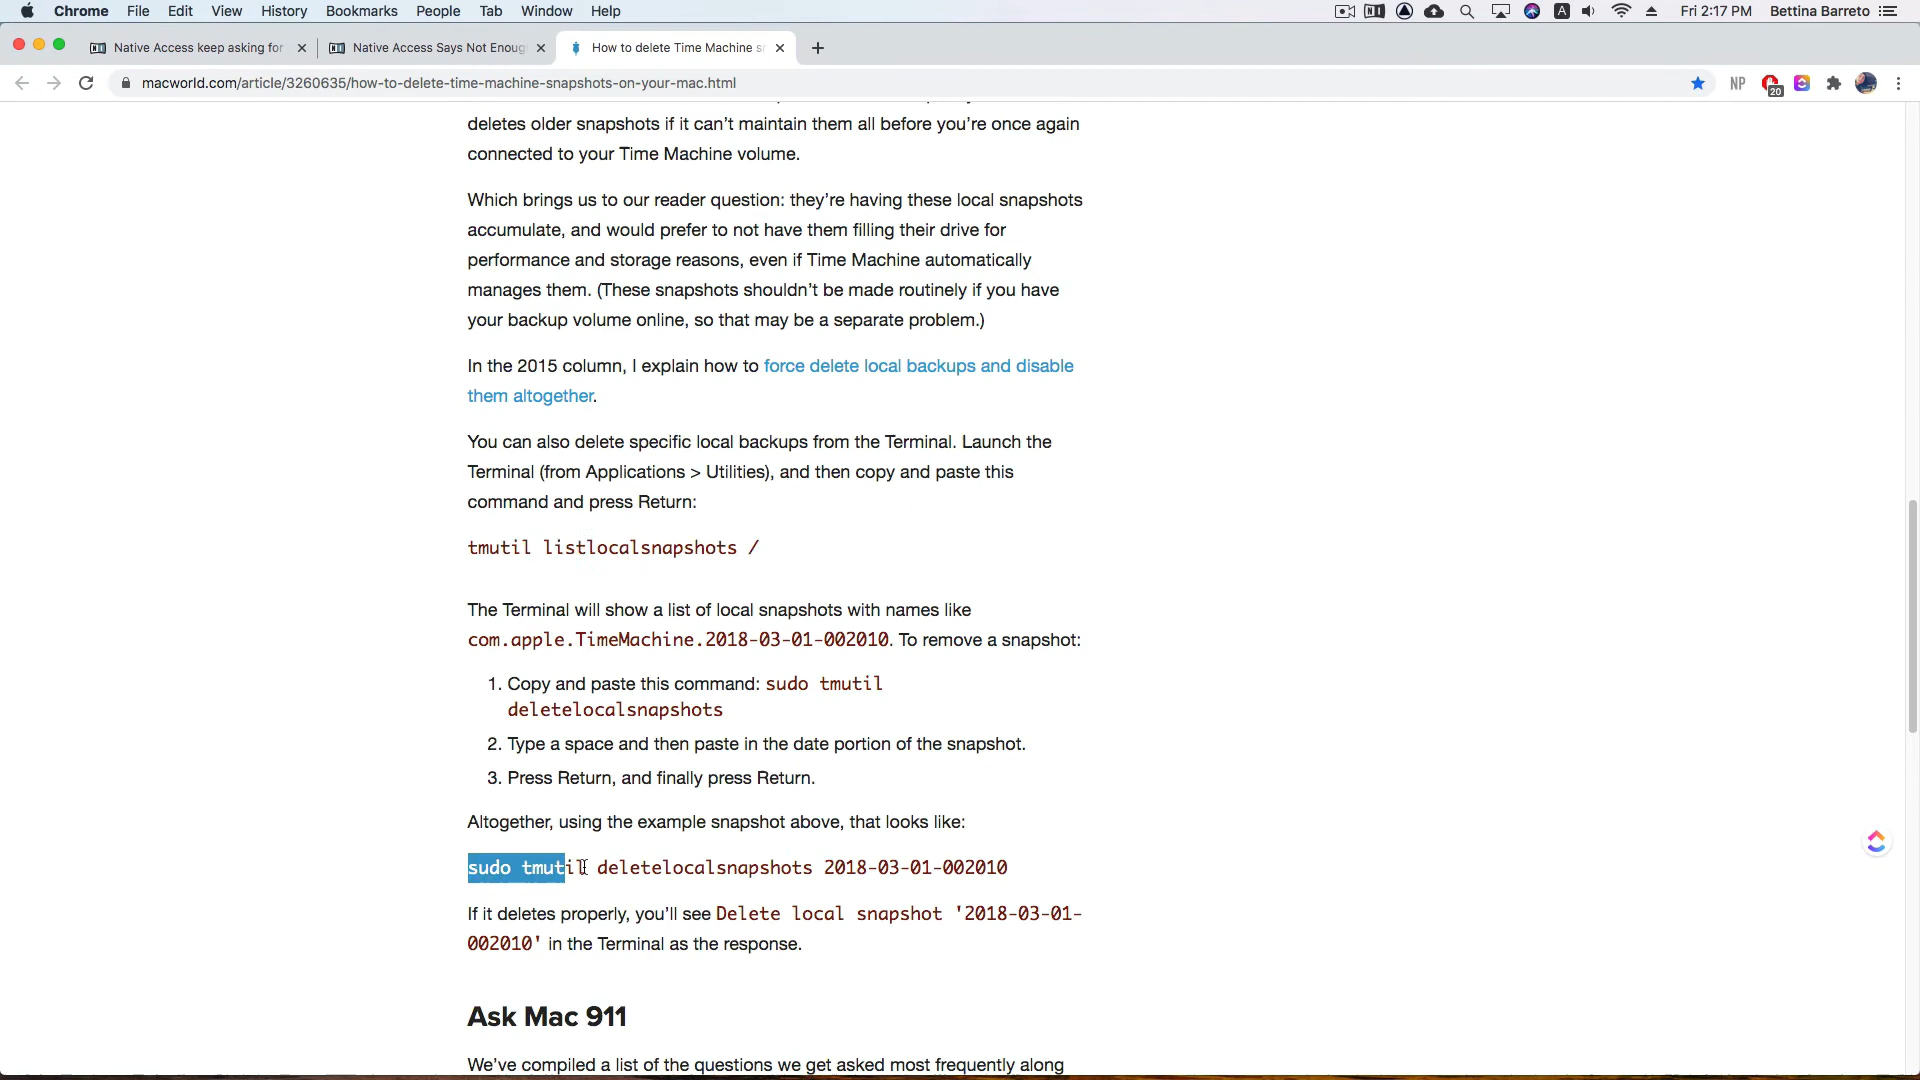 Chrome File Edit View History Bookmarks People Tab Window Help
Fri 2:17 PM Bettina Barreto
Native Access keep asking for
Native Access Says Not Enoug
How to delete Time Machine s
macworld.com/article/3260635/how-to-delete-time-machine-snapshots-on-your-mac.html
NP
20
deletes older snapshots if it can’t maintain them all before you’re once again
connected to your Time Machine volume.
Which brings us to our reader question: they’re having these local snapshots
accumulate, and would prefer to not have them filling their drive for
performance and storage reasons, even if Time Machine automatically
manages them. (These snapshots shouldn’t be made routinely if you have
your backup volume online, so that may be a separate problem.)
In the 2015 column, I explain how to force delete local backups and disable
them altogether.
You can also delete specific local backups from the Terminal. Launch the
Terminal (from Applications > Utilities), and then copy and paste this
command and press Return:
tmutil listlocalsnapshots /
The Terminal will show a list of local snapshots with names like
com.apple.TimeMachine.2018-03-01-002010. To remove a snapshot:
1. Copy and paste this command: sudo tmutil
deletelocalsnapshots
2. Type a space and then paste in the date portion of the snapshot.
3. Press Return, and finally press Return.
Altogether, using the example snapshot above, that looks like:
sudo tmutil deletelocalsnapshots 2018-03-01-002010
If it deletes properly, you’ll see Delete local snapshot '2018-03-01-
002010' in the Terminal as the response.
Ask Mac 911
We’ve compiled a list of the questions we get asked most frequently along